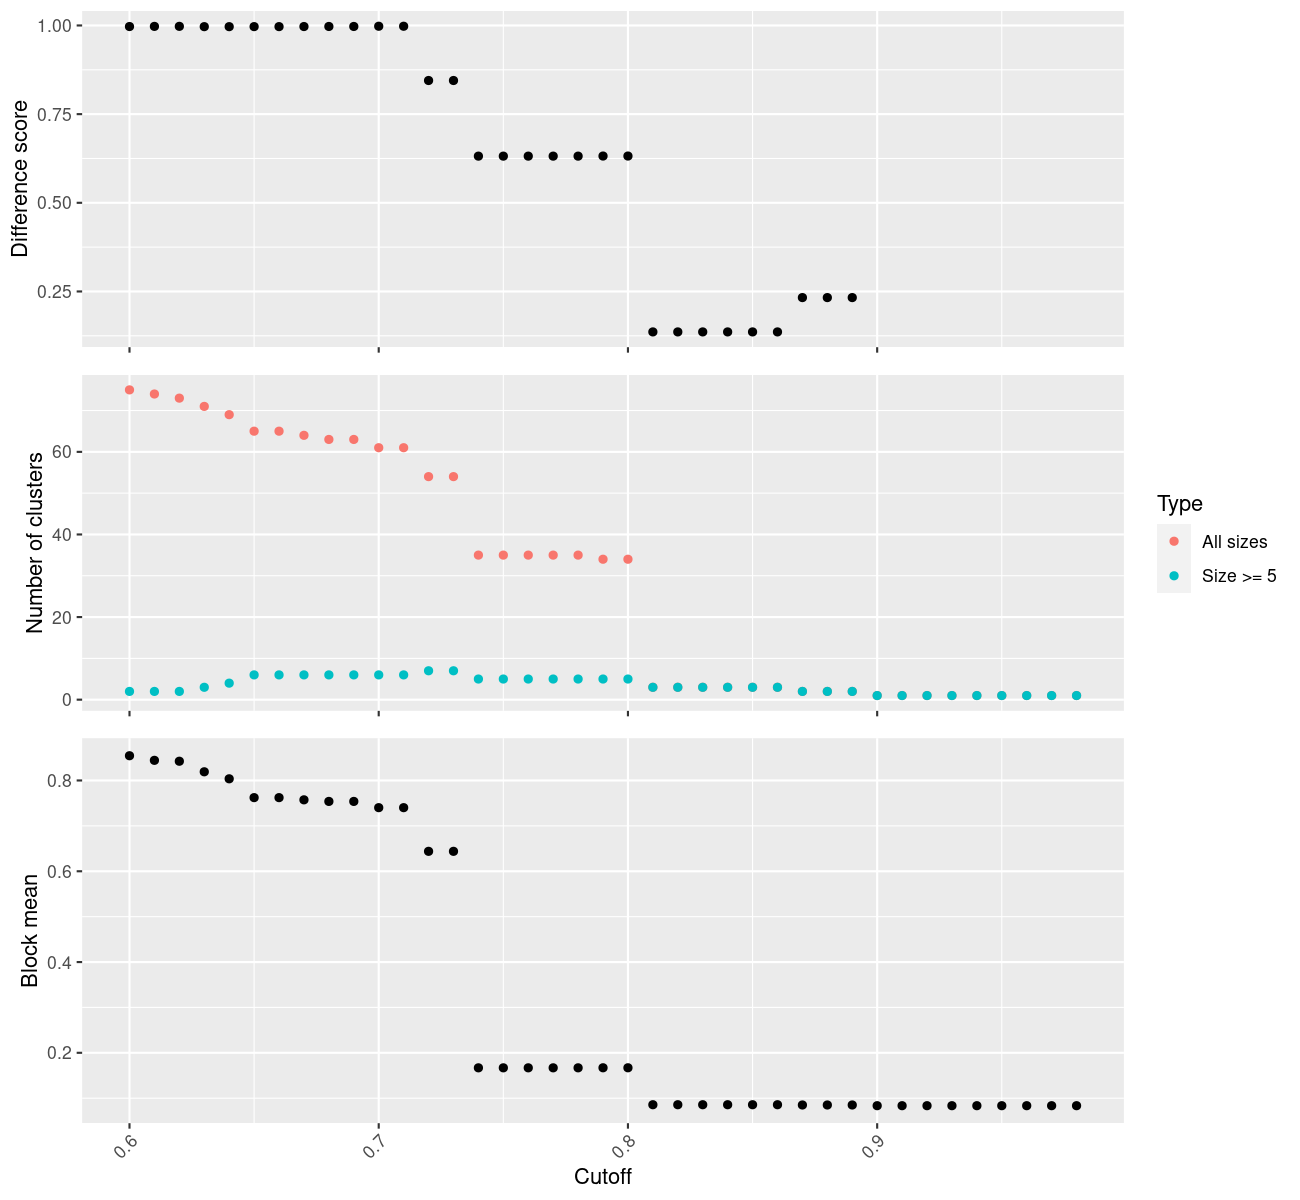 1.00
0.75
0.50
0.25
Difference score
60
40
20
0
Number of clusters
Type
All sizes
Size >= 5
0.8
0.6
0.4
0.2
Block mean
0.6 0.7 0.8 0.9
Cutoff